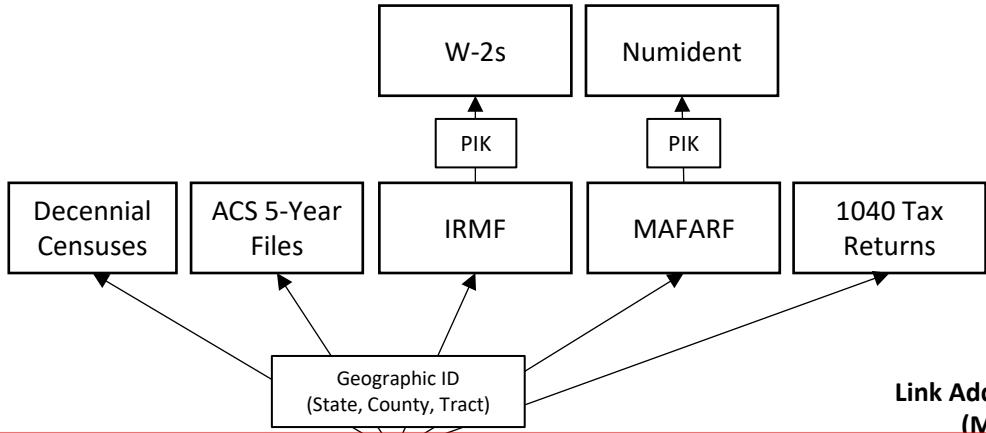 W-2s
Numident
PIK
PIK
Decennial
Censuses
ACS 5-Year
Files
IRMF
MAFARF
1040 Tax
Returns
Geographic ID
(State, County, Tract)
Link